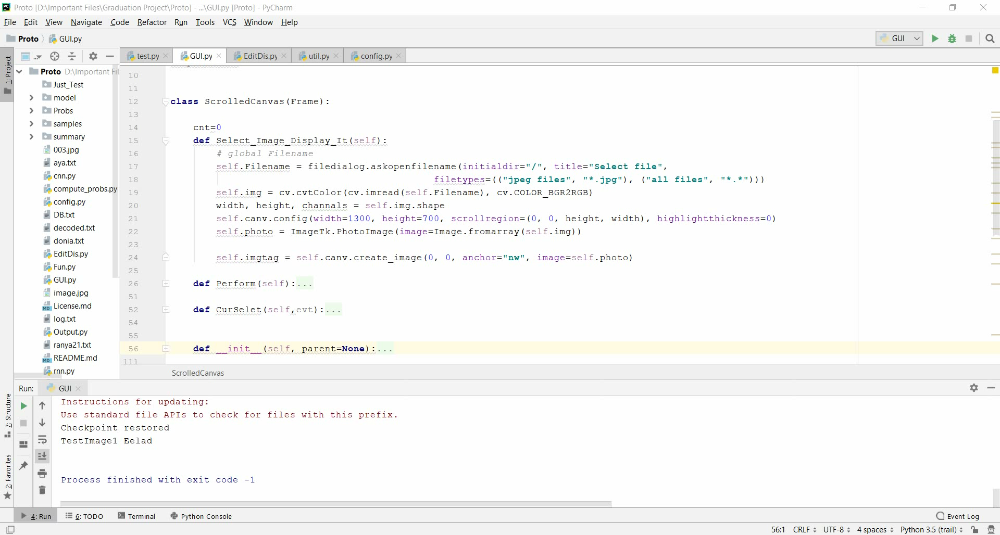 Proto [D:\Important Files\Graduation Project\Proto] - ...\GUI.py [Proto] - PyCharm
File Edit View Navigate Code Refactor Run Tools VCS Window Help
Proto GUI.py GUI
1: Project
test.py GUI.py EditDis.py util.py config.py
Proto D:\Important Fil
Just_Test
model
Probs
samples
summary
003.jpg
aya.txt
cnn.py
compute_probs.py
config.py
DB.txt
decoded.txt
donia.txt
EditDis.py
Fun.py
GUI.py
image.jpg
License.md
log.txt
Output.py
ranya21.txt
README.md
rnn.py
10
11
12 class ScrolledCanvas(Frame):
13
14 cnt=0
15 def Select_Image_Display_It(self):
16 # global Filename
17 self.Filename = filedialog.askopenfilename(initialdir="/", title="Select file",
18 filetypes=(("jpeg files", "*.jpg"), ("all files", "*.*")))
19 self.img = cv.cvtColor(cv.imread(self.Filename), cv.COLOR_BGR2RGB)
20 width, height, channals = self.img.shape
21 self.canv.config(width=1300, height=700, scrollregion=(0, 0, height, width), highlightthickness=0)
22 self.photo = ImageTk.PhotoImage(image=Image.fromarray(self.img))
23
24 self.imgtag = self.canv.create_image(0, 0, anchor="nw", image=self.photo)
25
26 def Perform(self):...
51
52 def CurSelet(self,evt):...
54
55
56 def __init__(self, parent=None):...
111
ScrolledCanvas
Run: GUI
7: Structure
2: Favorites
Instructions for updating:
Use standard file APIs to check for files with this prefix.
Checkpoint restored
TestImage1 Eelad
Process finished with exit code -1
4: Run 6: TODO Terminal Python Console Event Log
56:1 CRLF UTF-8 4 spaces Python 3.5 (trail)